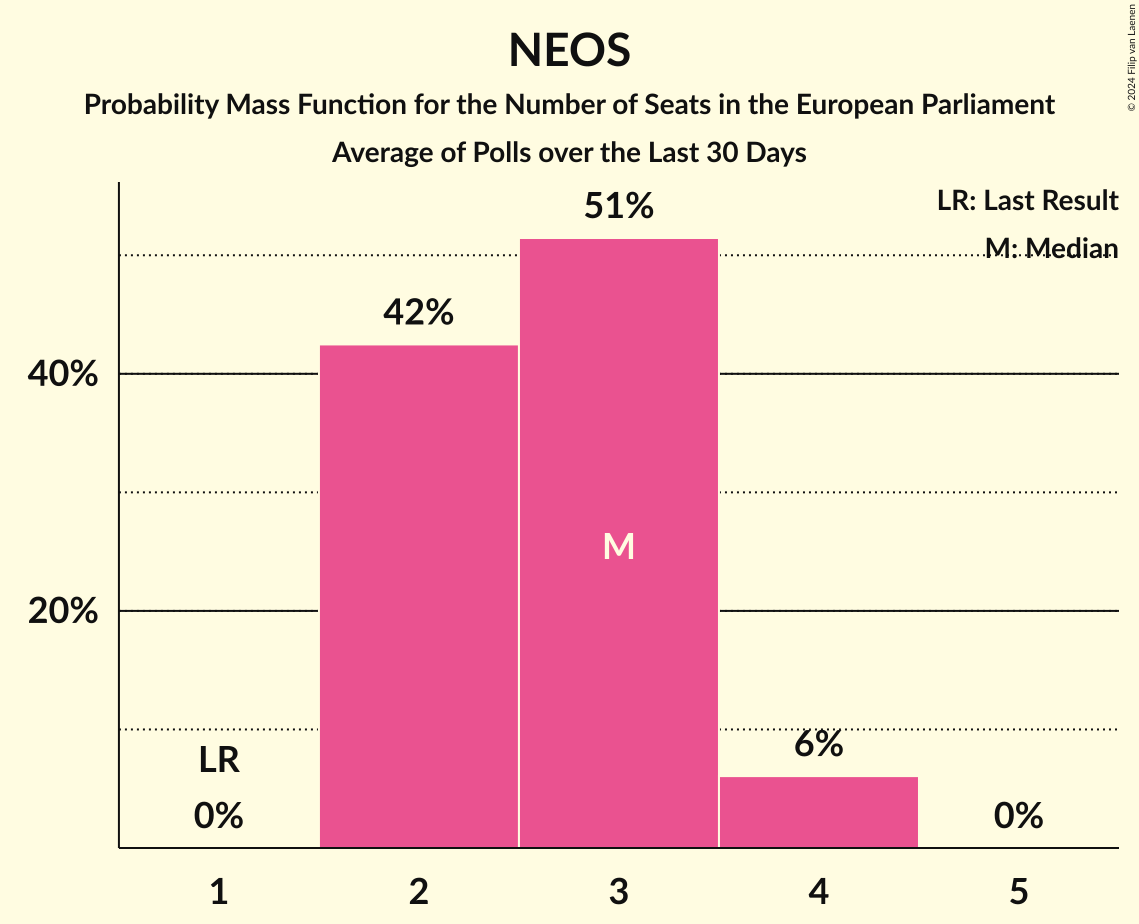 NEOS
Probability Mass Function for the Number of Seats in the European Parliament
Average of Polls over the Last 30 Days
© 2024 Filip van Laenen
LR: Last Result
M: Median
51%
42%
40%
M
20%
6%
LR
0%
0%
1 2 3 4 5